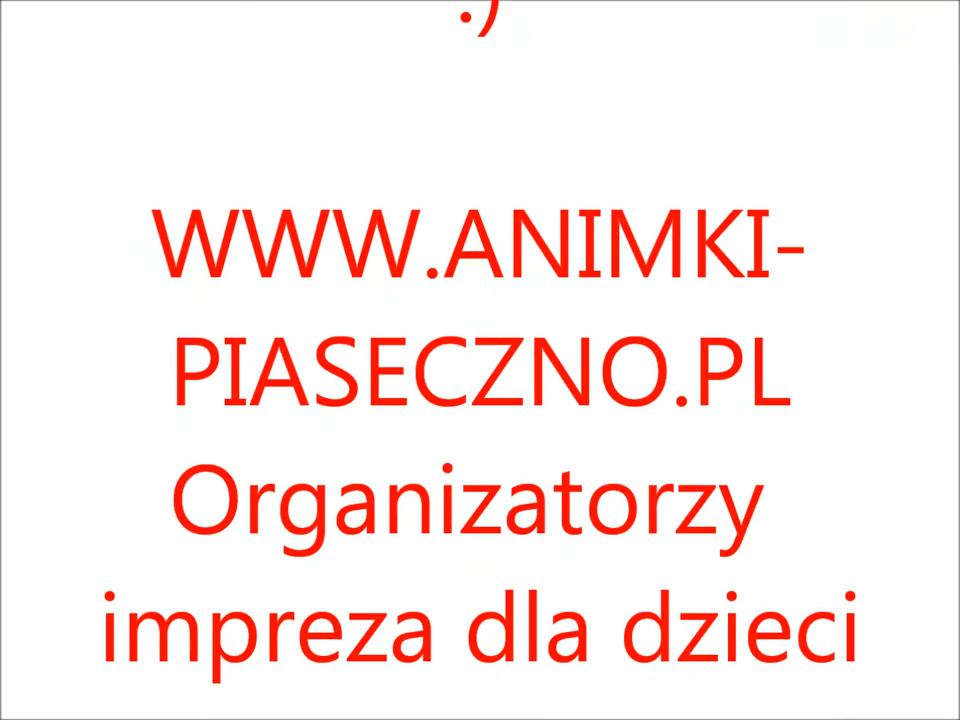 :)
WWW.ANIMKI-
PIASECZNO.PL
Organizatorzy
impreza dla dzieci